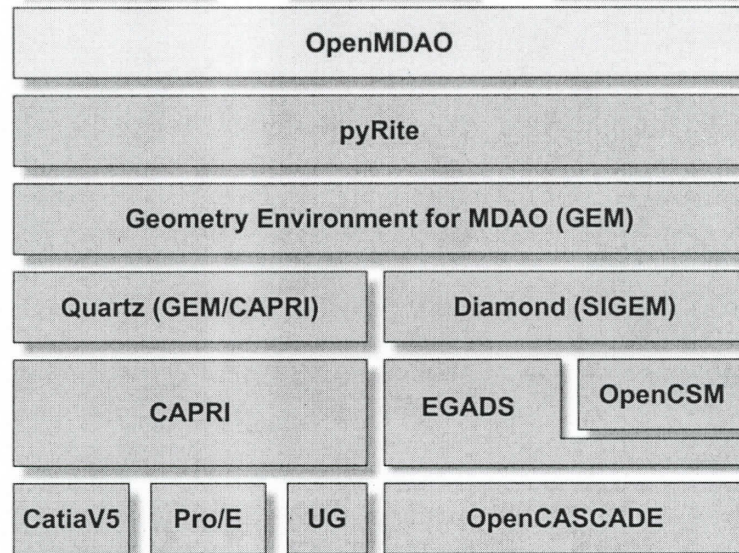 OpenMDAO
pyRite
Geometry Environment for MDAO (GEM)
Quartz (GEM/CAPRI)
Diamond (SIGEM)
CAPRI
EGADS
OpenCSM
CatiaV5
Pro/E
UG
OpenCASCADE